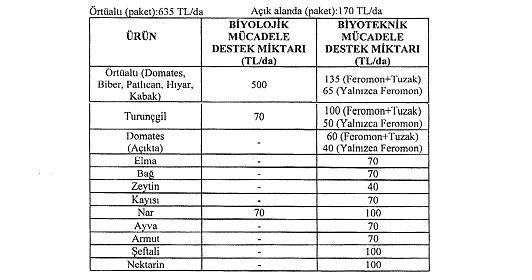 Örtüaltı (paket):635 TL/da Açık alanda (paket):170 TL/da
ÜRÜN BİYOLOJİK MÜCADELE DESTEK MİKTARI (TL/da) BİYOTEKNİK MÜCADELE DESTEK MİKTARI (TL/da)
Örtüaltı (Domates, Biber, Patlıcan, Hıyar, Kabak) 500 135 (Feromon+Tuzak) 65 (Yalnızca Feromon)
Turunçgil 70 100 (Feromon+Tuzak) 50 (Yalnızca Feromon)
Domates (Açıkta) - 60 (Feromon+Tuzak) 40 (Yalnızca Feromon)
Elma - 70
Bağ - 70
Zeytin - 40
Kayısı - 70
Nar 70 100
Ayva - 70
Armut - 70
Şeftali - 100
Nektarin - 100